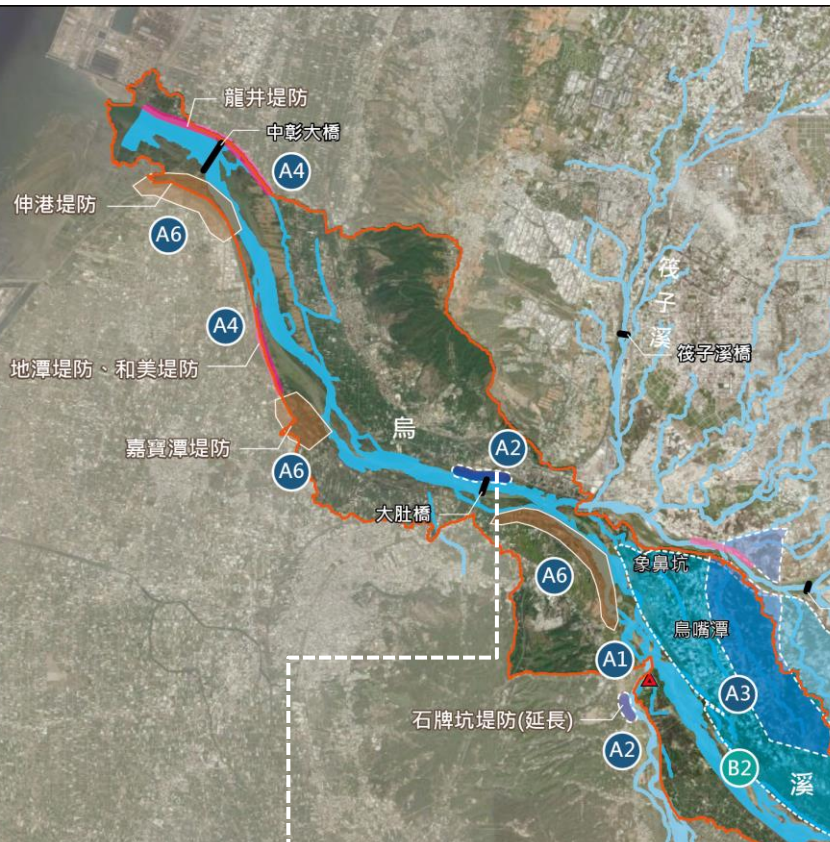 龍井堤防
中彰大橋
A4
伸港堤防
A6
筏子溪
A4
筏子溪橋
地潭堤防、和美堤防
烏
嘉寶潭堤防
A6
A2
大肚橋
象鼻坑
A6
鳥嘴潭
A1
A3
石牌坑堤防(延長)
A2
B2
溪